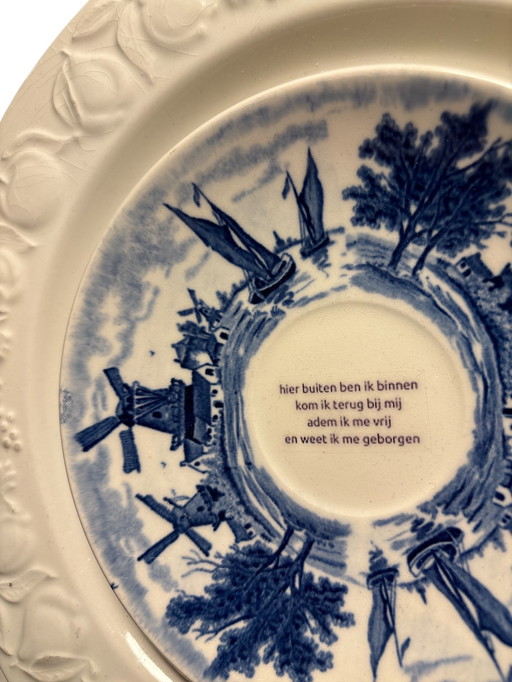 hier buiten ben ik binnen
kom ik terug bij mij
adem ik me vrij
en weet ik me geborgen